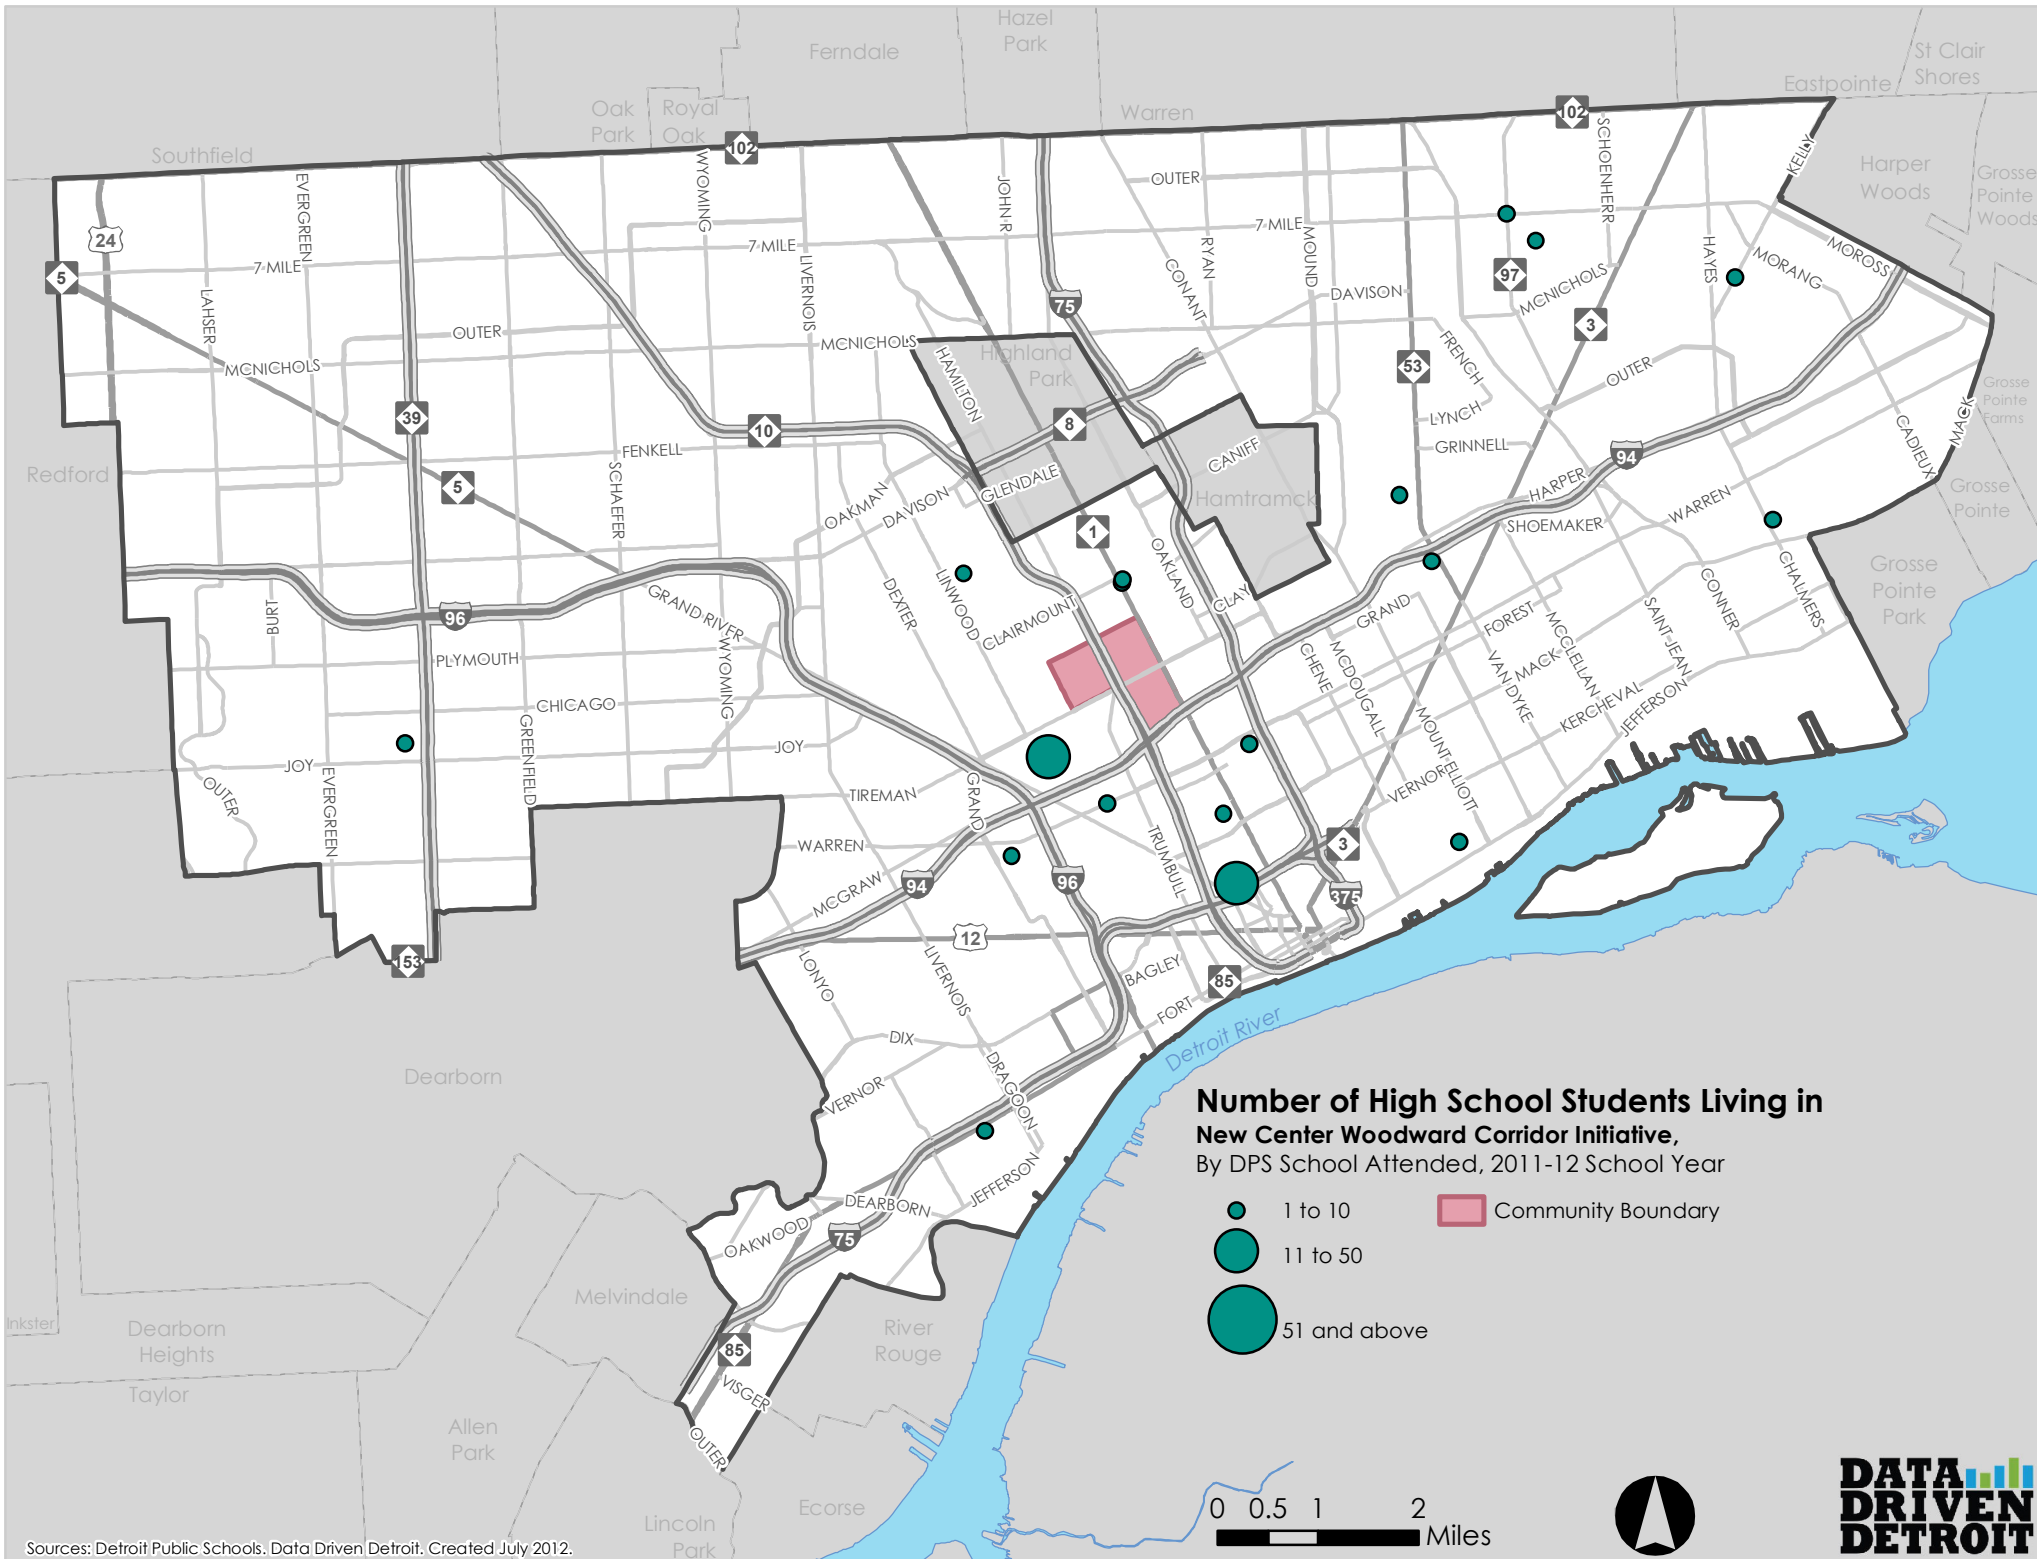 Hazel
Park
Ferndale
St Clair
Shores
Eastpointe
Oak
Park
Royal
Oak
Warren
102
102
Southfield
Harper
Woods
Grosse
Pointe
Woods
KELLY
SCHOENHERR
EVERGREEN
WYOMING
JOHN R
OUTER
24
5
7 MILE
7 MILE
7 MILE
LAHSER
LIVERNOIS
CONANT
RYAN
MOUND
97
HAYES
MORANG
MOROSS
MCNICHOLS
DAVISON
75
3
OUTER
MCNICHOLS
MCNICHOLS
HAMILTON
Highland
Park
53
FRENCH
OUTER
Grosse
Pointe
Farms
MACK
CADIEUX
39
10
8
LYNCH
GRINNELL
Redford
5
FENKELL
SCHAEFER
OAKMAN
DAVISON
GLENDALE
CANIFF
Hamtramck
94
HARPER
SHOEMAKER
WARREN
Grosse
Pointe
1
OAKLAND
Grosse
Pointe
Park
CHALMERS
CONNER
SAINT JEAN
BURT
96
GRAND RIVER
DEXTER
LINWOOD
CLAIRMOUNT
CLAY
GRAND
FOREST
MCCLELLAN
MACK
VAN DYKE
PLYMOUTH
WYOMING
CHENE
MCDOUGALL
KERCHEVAL
JEFFERSON
CHICAGO
GREENFIELD
MOUNT ELLIOTT
JOY
JOY
OUTER
EVERGREEN
TIREMAN
GRAND
VERNOR
WARREN
TRUMBULL
3
MCGRAW
94
96
375
12
153
LONYO
LIVERNOIS
BAGLEY
85
FORT
Detroit River
DIX
DRAGOON
VERNOR
Dearborn
JEFFERSON
DEARBORN
OAKWOOD
75
Melvindale
River
Rouge
Inkster
Dearborn
Heights
85
VISGER
Taylor
OUTER
Allen
Park
Ecorse
Lincoln
Park
Number of High School Students Living in
New Center Woodward Corridor Initiative,
By DPS School Attended, 2011-12 School Year
1 to 10
Community Boundary
11 to 50
51 and above
0 0.5 1 2
Miles
DATA
DRIVEN
DETROIT
Sources: Detroit Public Schools. Data Driven Detroit. Created July 2012.